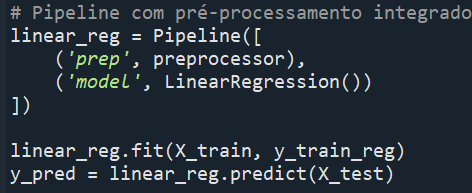 # Pipeline com pré-processamento integrado
linear_reg = Pipeline([
    ('prep', preprocessor),
    ('model', LinearRegression())
])

linear_reg.fit(X_train, y_train_reg)
y_pred = linear_reg.predict(X_test)